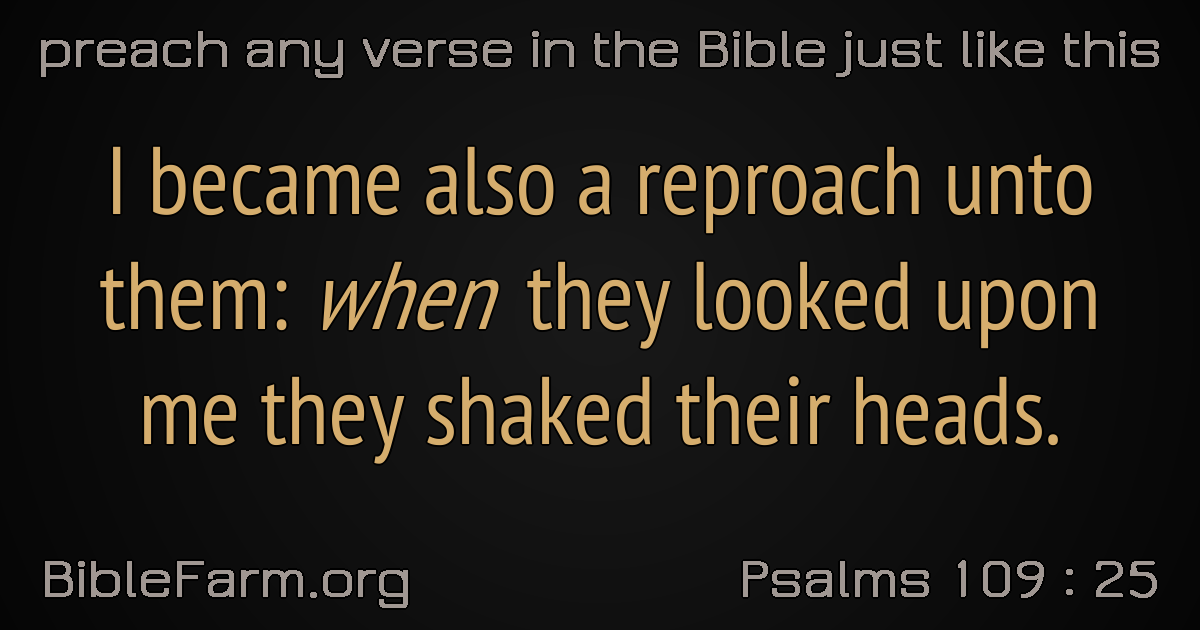 preach any verse in the Bible just like this
I became also a reproach unto
them: when they looked upon
me they shaked their heads.
BibleFarm.org
Psalms 109 : 25